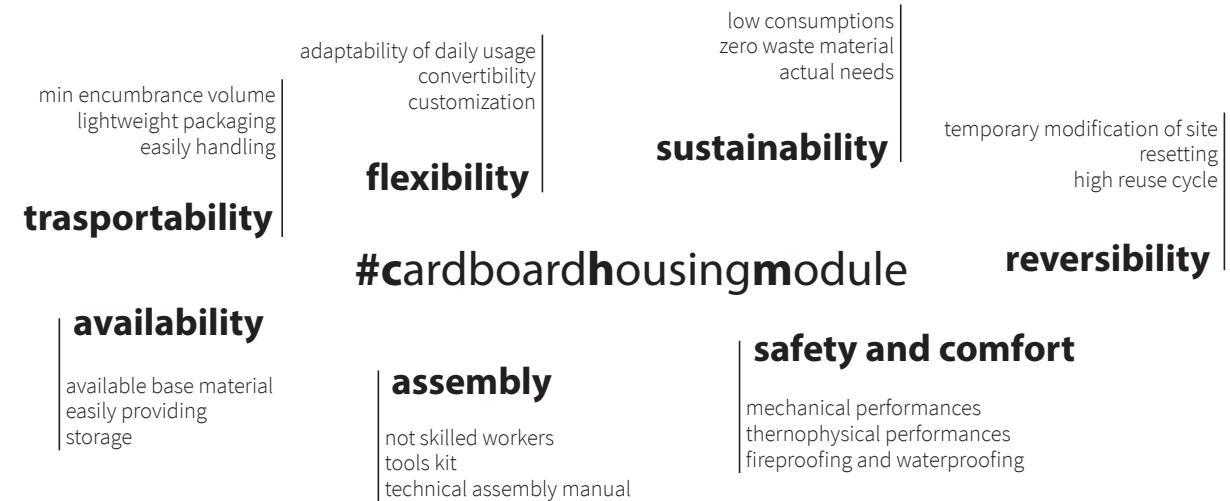 low consumptions
zero waste material
actual needs
sustainability
adaptability of daily usage
convertibility
customization
flexibility
min encumbrance volume
lightweight packaging
easily handling
trasportability
temporary modification of site
resetting
high reuse cycle
reversibility
#cardboardhousingmodule
availability
available base material
easily providing
storage
assembly
not skilled workers
tools kit
technical assembly manual
safety and comfort
mechanical performances
thernophysical performances
fireproofing and waterproofing